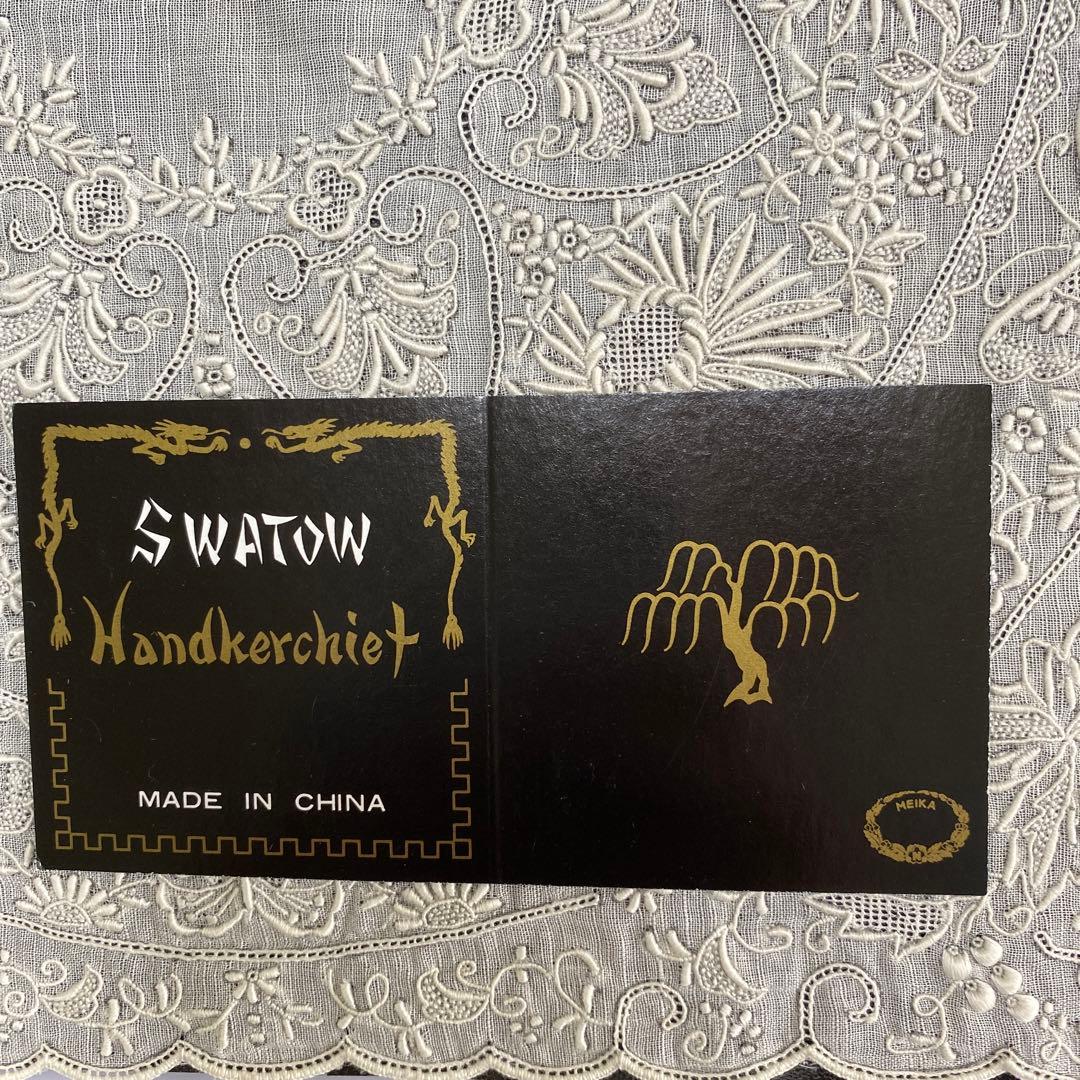 SWATOW
Handkerchief
MADE IN CHINA
MEIKA
N